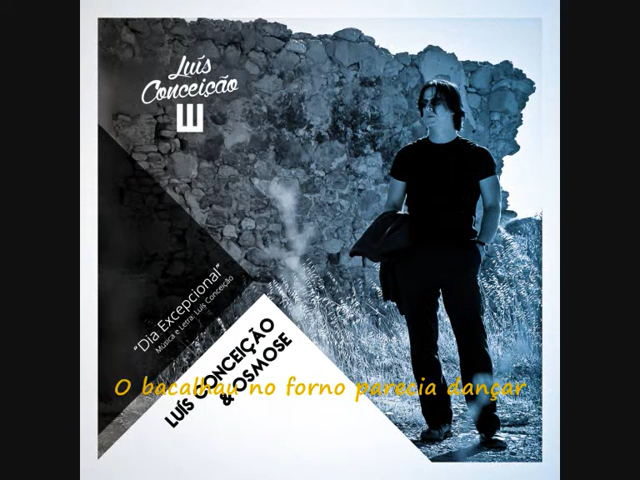 Luís
Conceição
"Dia Excepcional"
Música e Letra: Luís Conceição
LUÍS CONCEIÇÃO
& OSMOSE
O bacalhau no forno parecia dançar